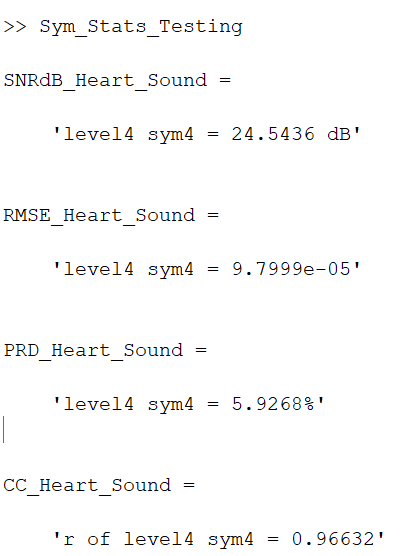 >> Sym_Stats_Testing
SNRdB_Heart_Sound =
'level4 sym4 = 24.5436 dB'
RMSE_Heart_Sound =
'level4 sym4 = 9.7999e-05'
PRD_Heart_Sound =
'level4 sym4 = 5.9268%'
CC_Heart_Sound =
'r of level4 sym4 = 0.96632'